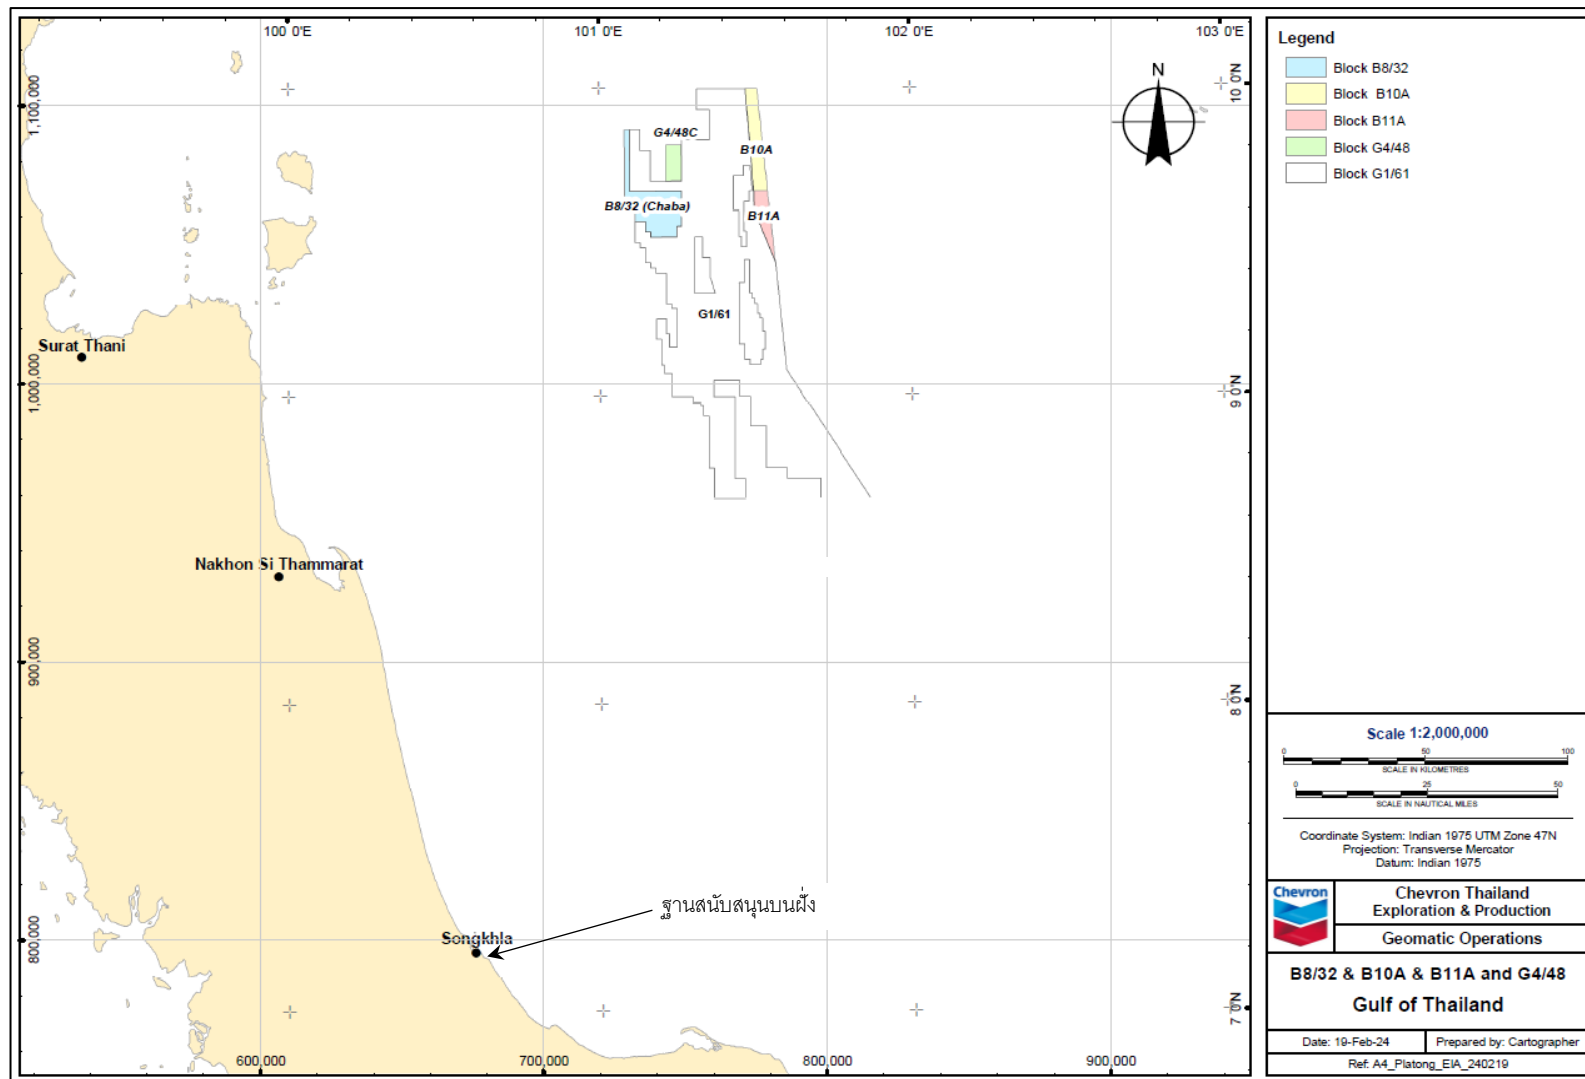 100 0'E
101 0'E
102 0'E
103 0'E
10 0'N
9 0'N
8 0'N
7 0'N
1,100,000
1,000,000
900,000
800,000
600,000
700,000
800,000
900,000
N
G4/48C
B10A
B8/32 (Chaba)
B11A
G1/61
Surat Thani
Nakhon Si Thammarat
Songkhla
ฐานสนับสนุนบนฝั่ง
Legend
Block B8/32
Block B10A
Block B11A
Block G4/48
Block G1/61
Scale 1:2,000,000
0 50 100
SCALE IN KILOMETRES
0 25 50
SCALE IN NAUTICAL MILES
Coordinate System: Indian 1975 UTM Zone 47N
Projection: Transverse Mercator
Datum: Indian 1975
Chevron
Chevron Thailand
Exploration & Production
Geomatic Operations
B8/32 & B10A & B11A and G4/48
Gulf of Thailand
Date: 19-Feb-24
Prepared by: Cartographer
Ref: A4_Platong_EIA_240219